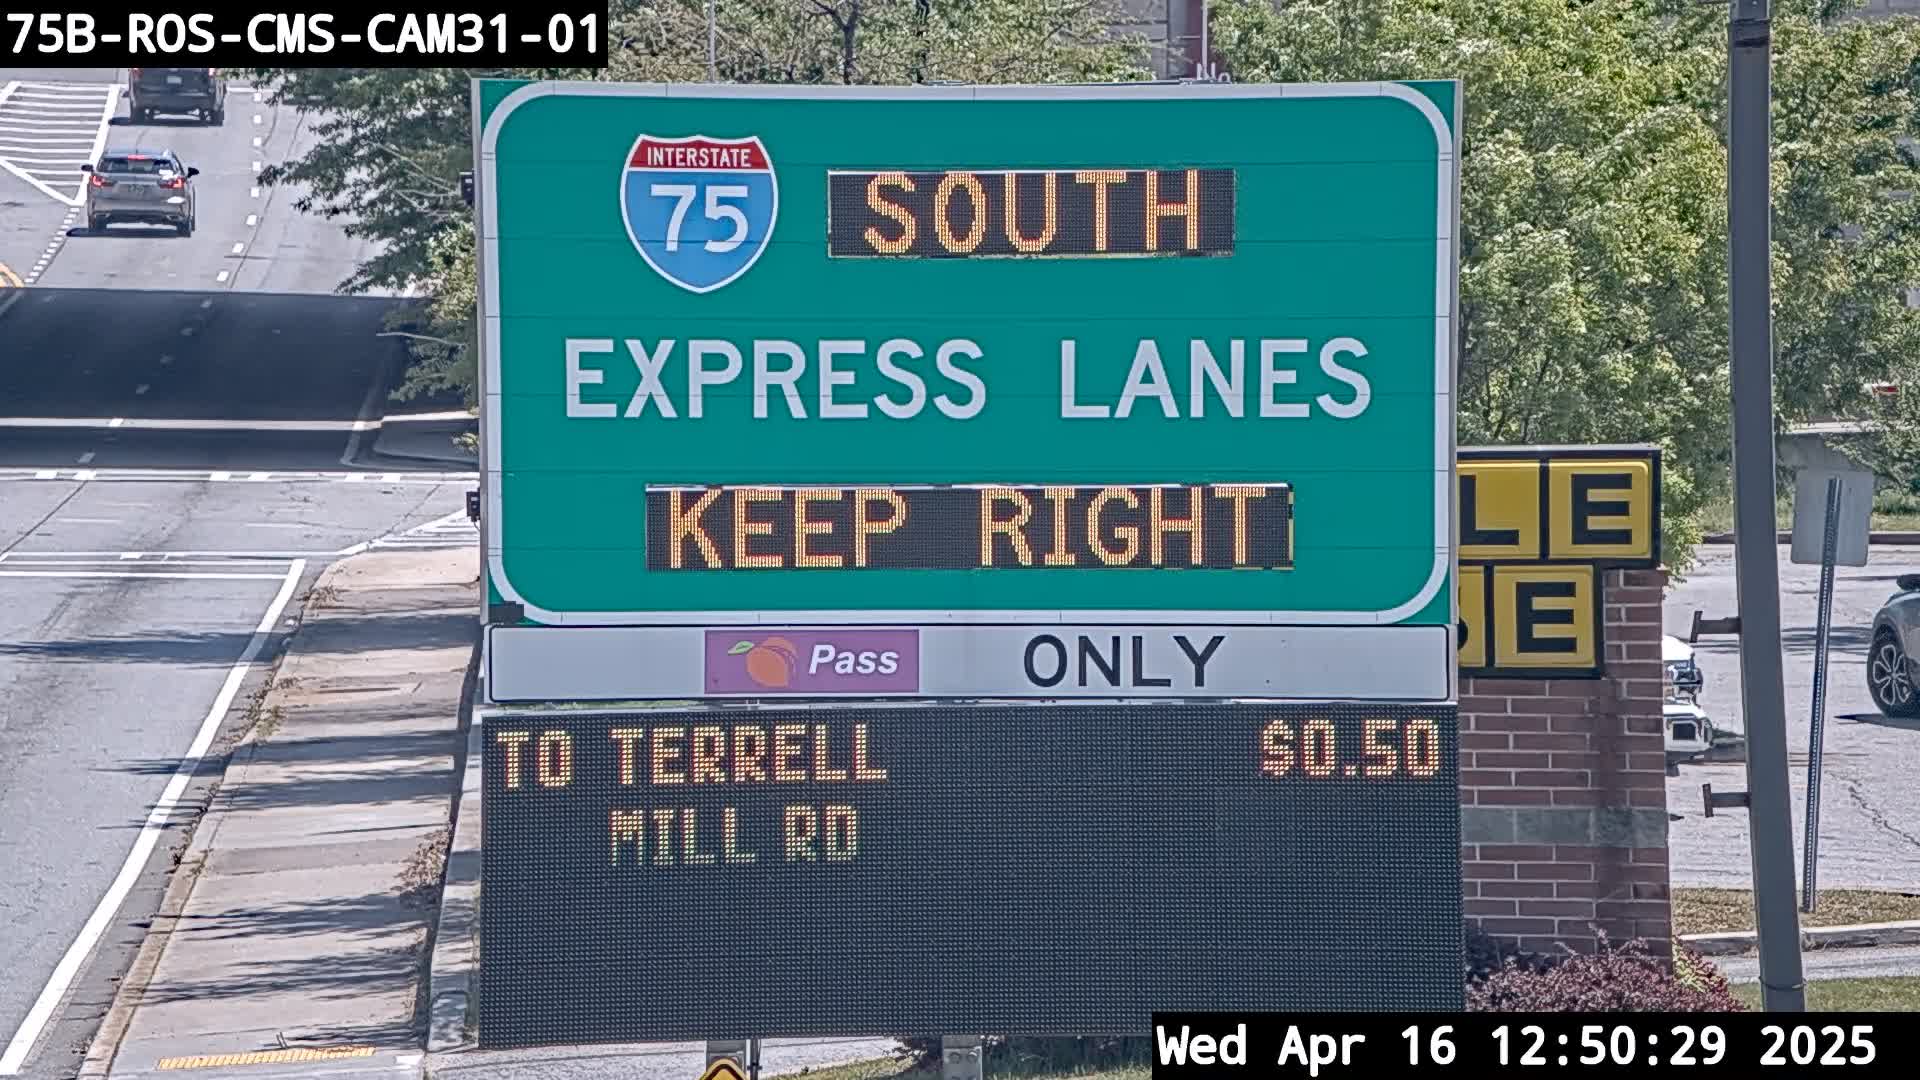 75B-ROS-CMS-CAM31-01
INTERSTATE
75
SOUTH
EXPRESS LANES
KEEP RIGHT
Pass ONLY
TO TERRELL $0.50
MILL RD
LE
E
Wed Apr 16 12:50:29 2025